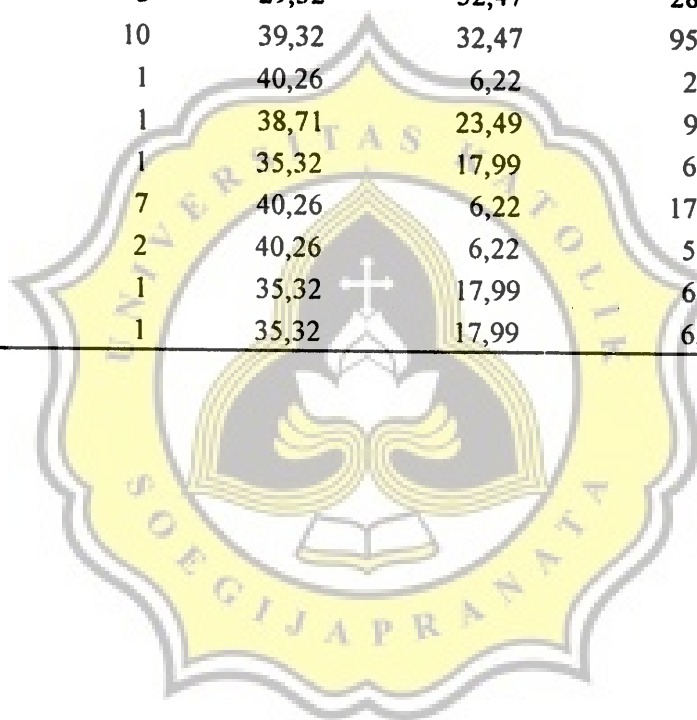 10 39,32 32,47 95
1 40,26 6,22 2
1 38,71 23,49 9
1 35,32 17,99 6
7 40,26 6,22 17
2 40,26 6,22 5
1 35,32 17,99 6
1 35,32 17,99 6
UNIVERSITAS KATOLIK
SOEGIJAPRANATA